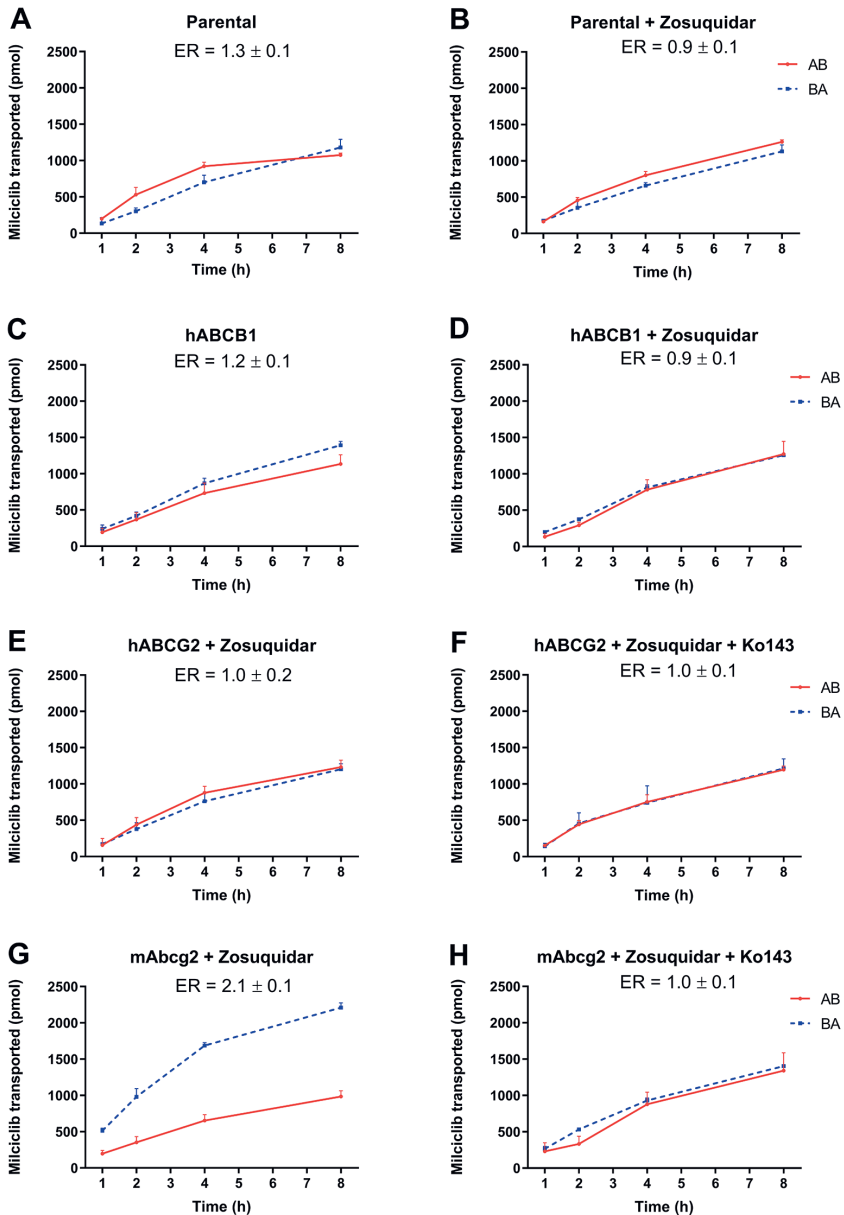 A
Parental
ER = 1.3 ± 0.1
Milciclib transported (pmol)
2500
2000
1500
1000
500
0
1 2 3 4 5 6 7 8
Time (h)
B
Parental + Zosuquidar
ER = 0.9 ± 0.1
AB
BA
Milciclib transported (pmol)
2500
2000
1500
1000
500
0
1 2 3 4 5 6 7 8
Time (h)
C
hABCB1
ER = 1.2 ± 0.1
Milciclib transported (pmol)
2500
2000
1500
1000
500
0
1 2 3 4 5 6 7 8
Time (h)
D
hABCB1 + Zosuquidar
ER = 0.9 ± 0.1
AB
BA
Milciclib transported (pmol)
2500
2000
1500
1000
500
0
1 2 3 4 5 6 7 8
Time (h)
E
hABCG2 + Zosuquidar
ER = 1.0 ± 0.2
Milciclib transported (pmol)
2500
2000
1500
1000
500
0
1 2 3 4 5 6 7 8
Time (h)
F
hABCG2 + Zosuquidar + Ko143
ER = 1.0 ± 0.1
AB
BA
Milciclib transported (pmol)
2500
2000
1500
1000
500
0
1 2 3 4 5 6 7 8
Time (h)
G
mAbcg2 + Zosuquidar
ER = 2.1 ± 0.1
Milciclib transported (pmol)
2500
2000
1500
1000
500
0
1 2 3 4 5 6 7 8
Time (h)
H
mAbcg2 + Zosuquidar + Ko143
ER = 1.0 ± 0.1
AB
BA
Milciclib transported (pmol)
2500
2000
1500
1000
500
0
1 2 3 4 5 6 7 8
Time (h)